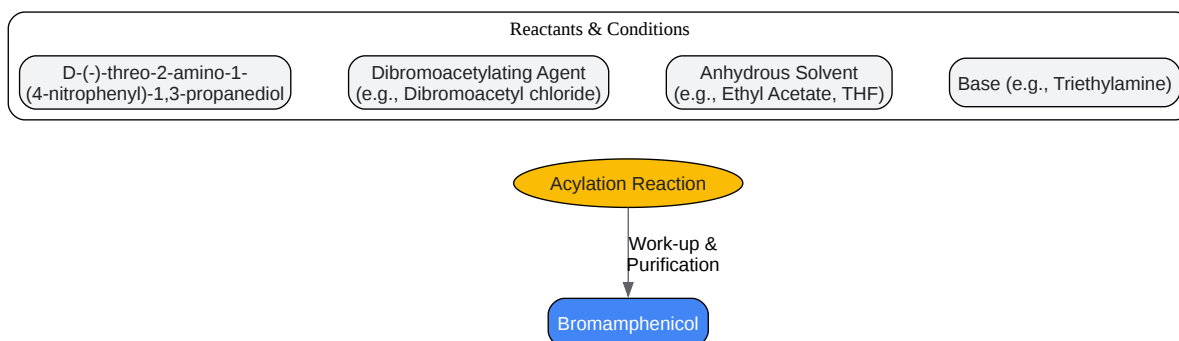 Reactants & Conditions
D-(-)-threo-2-amino-1-
(4-nitrophenyl)-1,3-propanediol
Dibromoacetylating Agent
(e.g., Dibromoacetyl chloride)
Anhydrous Solvent
(e.g., Ethyl Acetate, THF)
Base (e.g., Triethylamine)
Acylation Reaction
Work-up &
Purification
Bromamphenicol